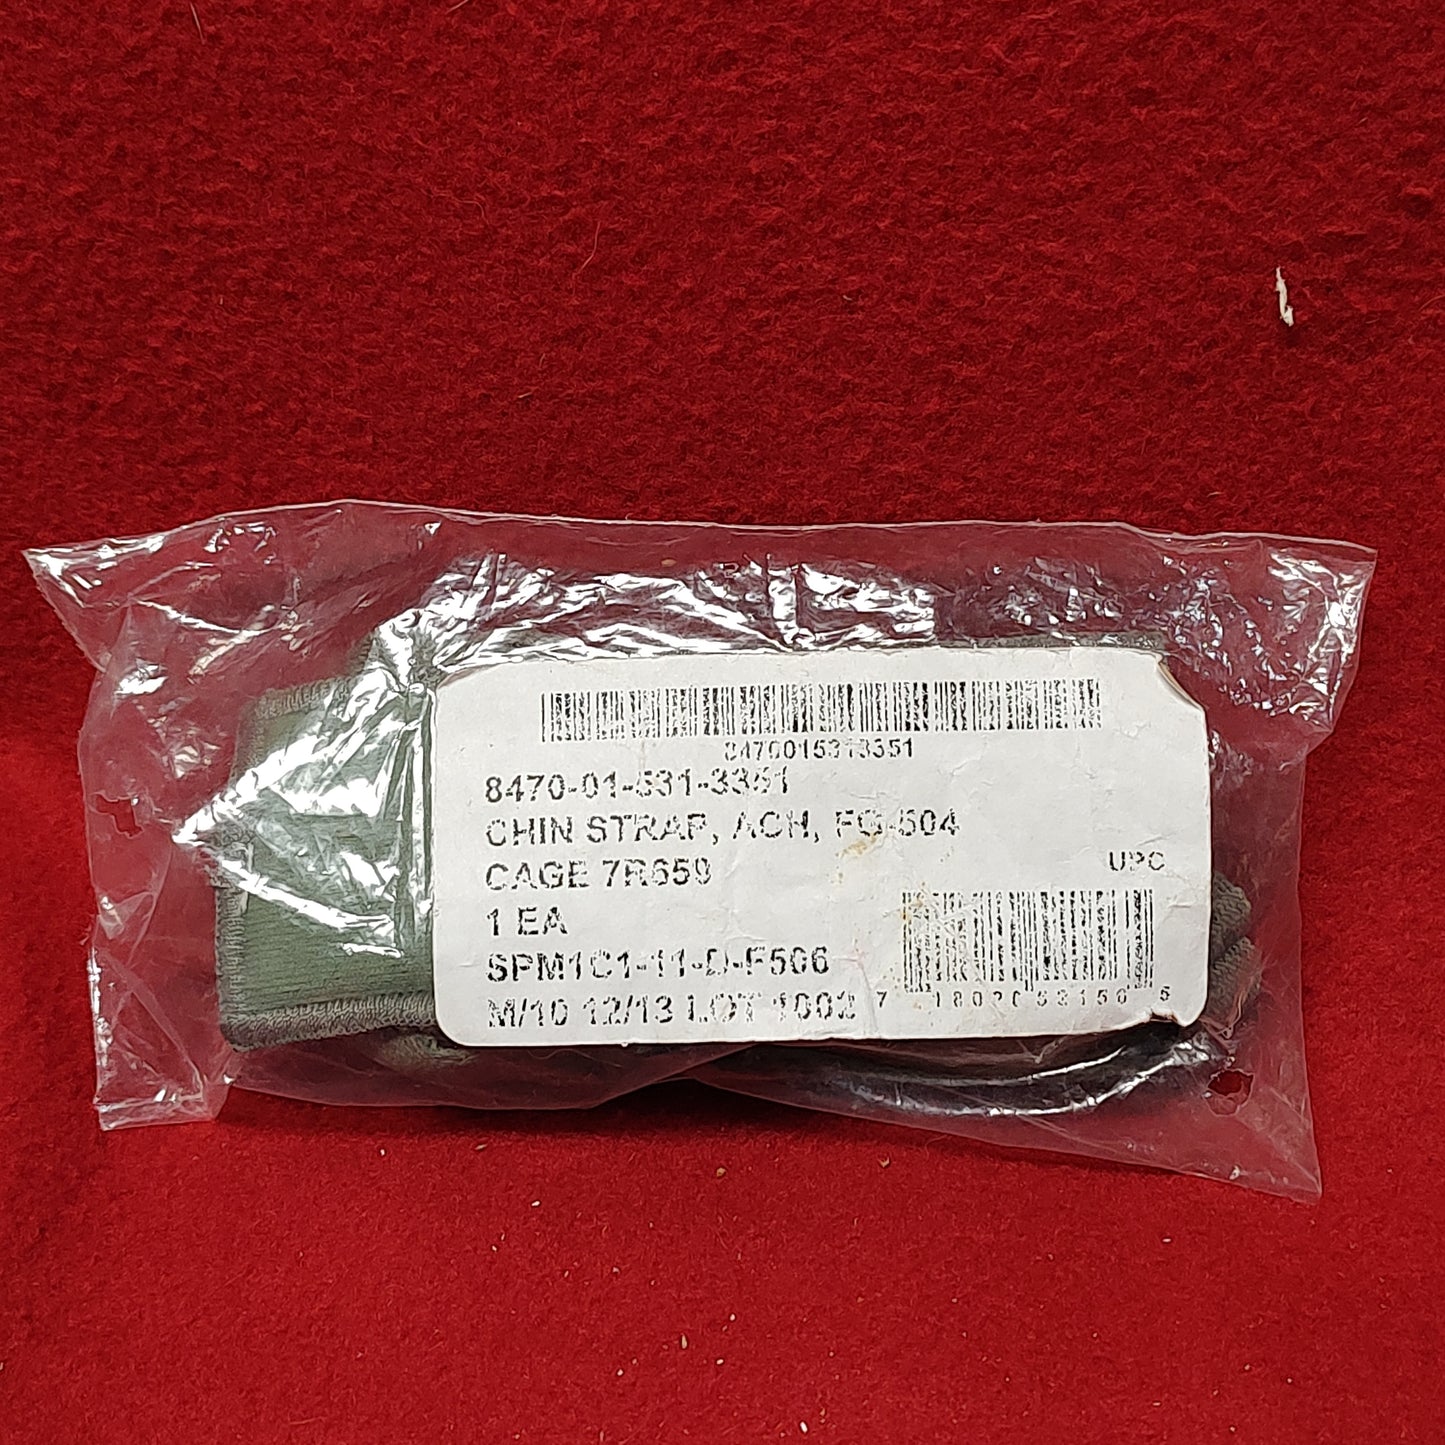 8470015313351
8470-01-531-3351
CHIN STRAP, ACH, FG-504
CAGE 7R659
UPC
1 EA
SPM1C1-11-D-F506
M/10 12/13 LOT 1002